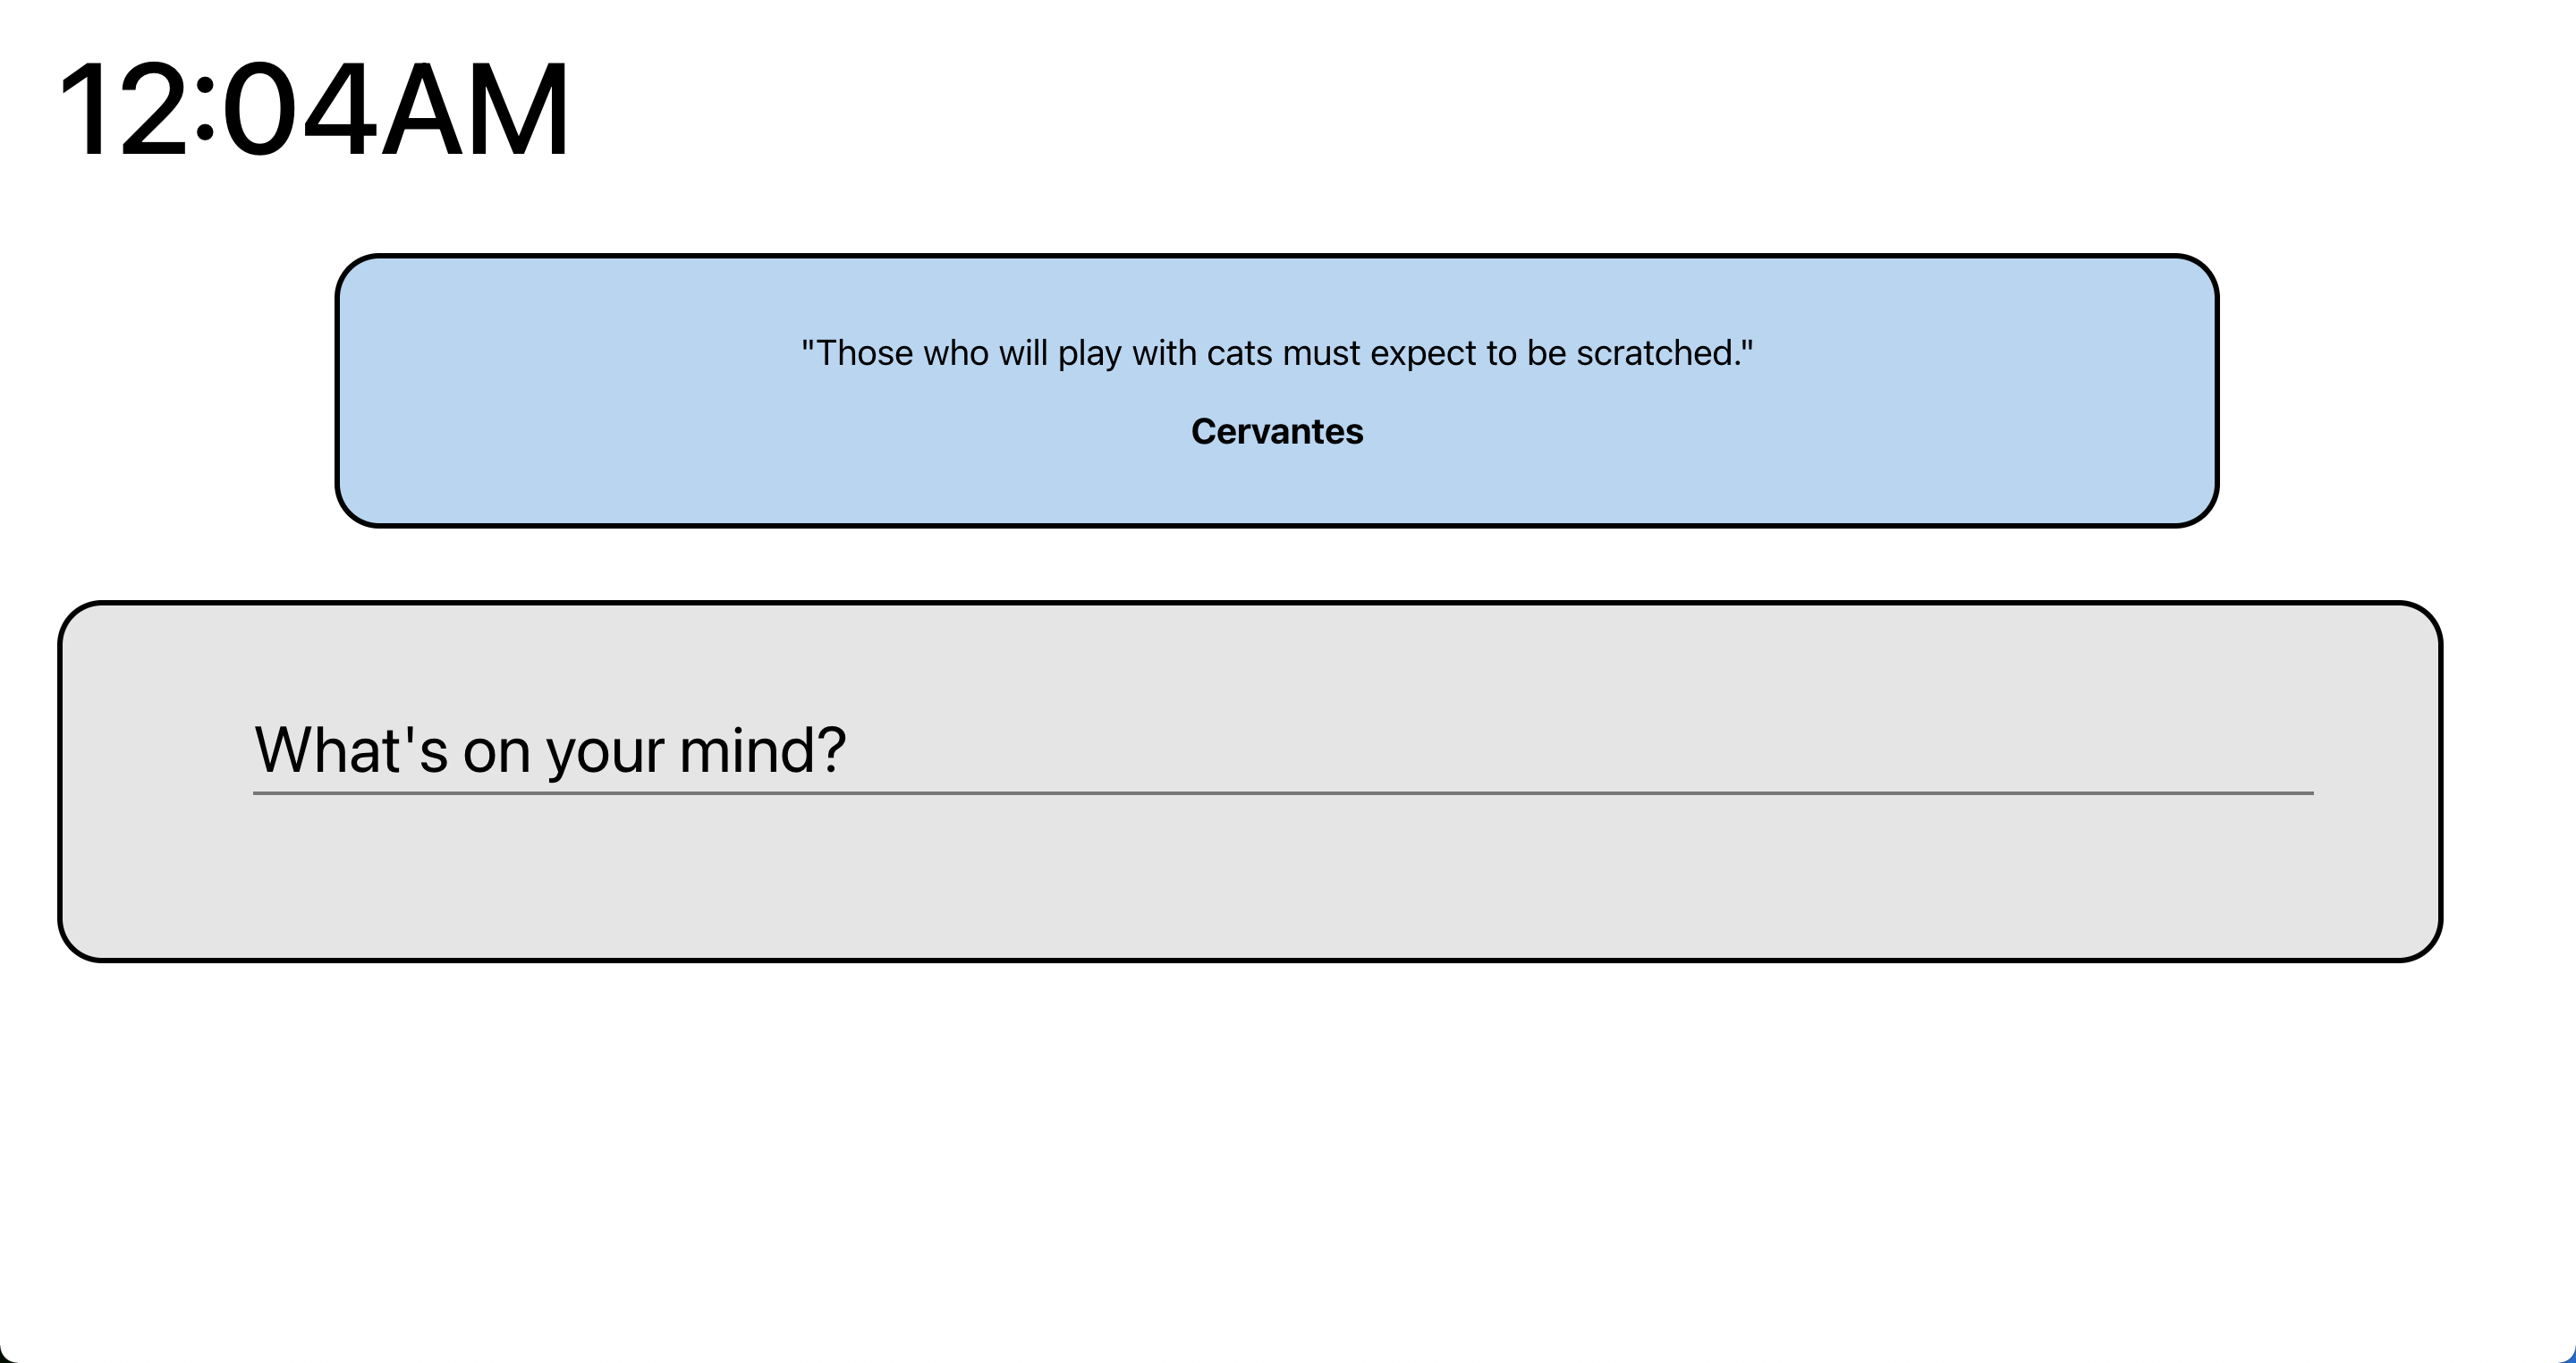 12:04AM
"Those who will play with cats must expect to be scratched."
Cervantes
What's on your mind?